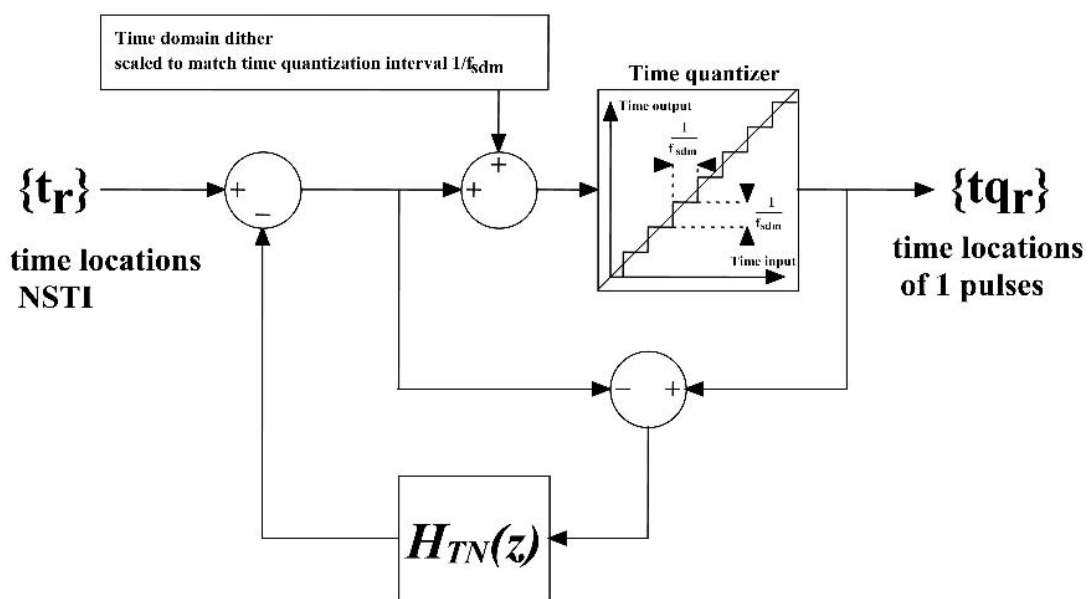 Time domain dither
scaled to match time quantization interval 1/fsdm
Time quantizer
Time output
1
fsdm
1
fsdm
Time input
{tr}
+
−
+
+
{tqr}
time locations
NSTI
time locations
of 1 pulses
−
+
HTN(z)